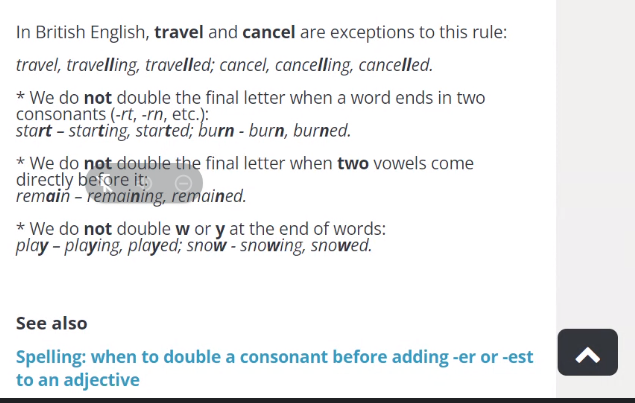 In British English, travel and cancel are exceptions to this rule:
travel, travelling, travelled; cancel, cancelling, cancelled.
* We do not double the final letter when a word ends in two
consonants (-rt, -rn, etc.):
start – starting, started; burn - burn, burned.
* We do not double the final letter when two vowels come
directly before it:
remain – remaining, remained.
* We do not double w or y at the end of words:
play – playing, played; snow - snowing, snowed.
See also
Spelling: when to double a consonant before adding -er or -est
to an adjective